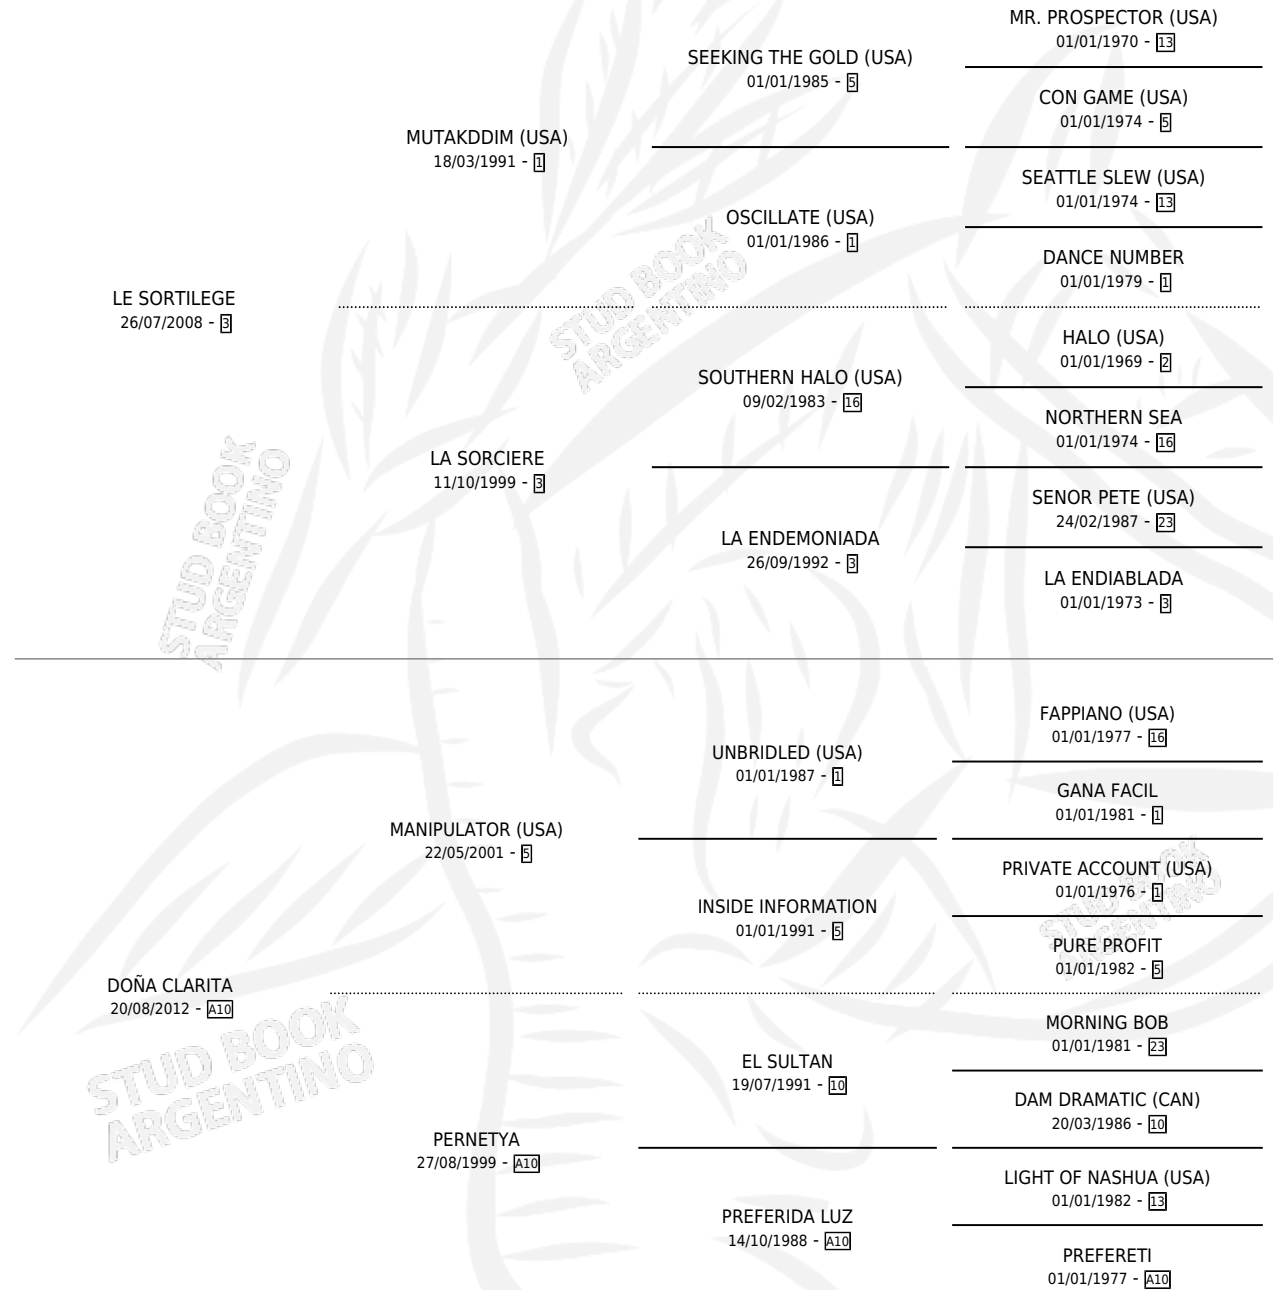 MR. PROSPECTOR (USA)
01/01/1970 - 13
SEEKING THE GOLD (USA)
01/01/1985 - 5
CON GAME (USA)
01/01/1974 - 5
MUTAKDDIM (USA)
18/03/1991 - 1
SEATTLE SLEW (USA)
01/01/1974 - 13
OSCILLATE (USA)
01/01/1986 - 1
DANCE NUMBER
01/01/1979 - 1
LE SORTILEGE
26/07/2008 - 3
HALO (USA)
01/01/1969 - 2
SOUTHERN HALO (USA)
09/02/1983 - 16
NORTHERN SEA
01/01/1974 - 16
LA SORCIERE
11/10/1999 - 3
SENOR PETE (USA)
24/02/1987 - 23
LA ENDEMONIADA
26/09/1992 - 3
LA ENDIABLADA
01/01/1973 - 3
STUD BOOK
ARGENTINO
STUD BOOK
ARGENTINO
FAPPIANO (USA)
01/01/1977 - 16
UNBRIDLED (USA)
01/01/1987 - 1
GANA FACIL
01/01/1981 - 1
MANIPULATOR (USA)
22/05/2001 - 5
PRIVATE ACCOUNT (USA)
01/01/1976 - 1
INSIDE INFORMATION
01/01/1991 - 5
PURE PROFIT
01/01/1982 - 5
DOÑA CLARITA
20/08/2012 - A10
MORNING BOB
01/01/1981 - 23
EL SULTAN
19/07/1991 - 10
DAM DRAMATIC (CAN)
20/03/1986 - 10
PERNETYA
27/08/1999 - A10
LIGHT OF NASHUA (USA)
01/01/1982 - 13
PREFERIDA LUZ
14/10/1988 - A10
PREFERETI
01/01/1977 - A10
STUD BOOK
ARGENTINO
STUD BOOK
ARGENTINO